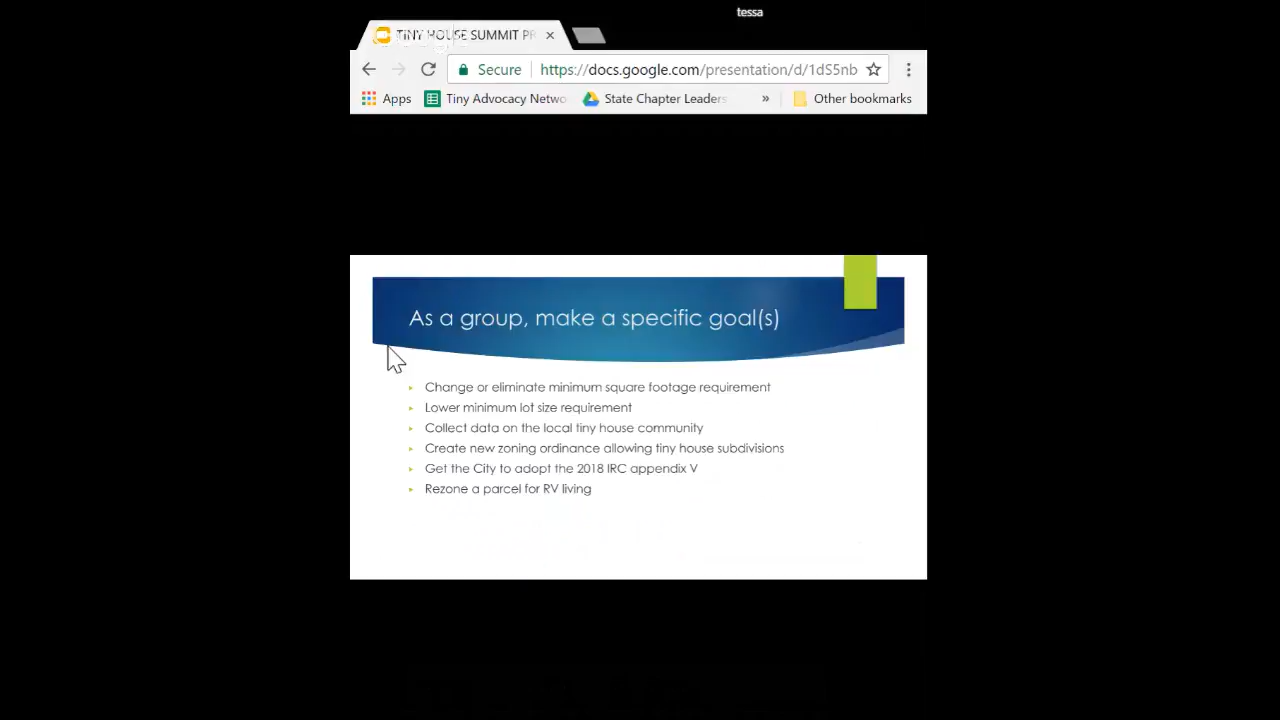 tessa
TINY HOUSE SUMMIT PR
Secure https://docs.google.com/presentation/d/1dS5nb
Apps Tiny Advocacy Netwo State Chapter Leaders » Other bookmarks
As a group, make a specific goal(s)
Change or eliminate minimum square footage requirement
Lower minimum lot size requirement
Collect data on the local tiny house community
Create new zoning ordinance allowing tiny house subdivisions
Get the City to adopt the 2018 IRC appendix V
Rezone a parcel for RV living